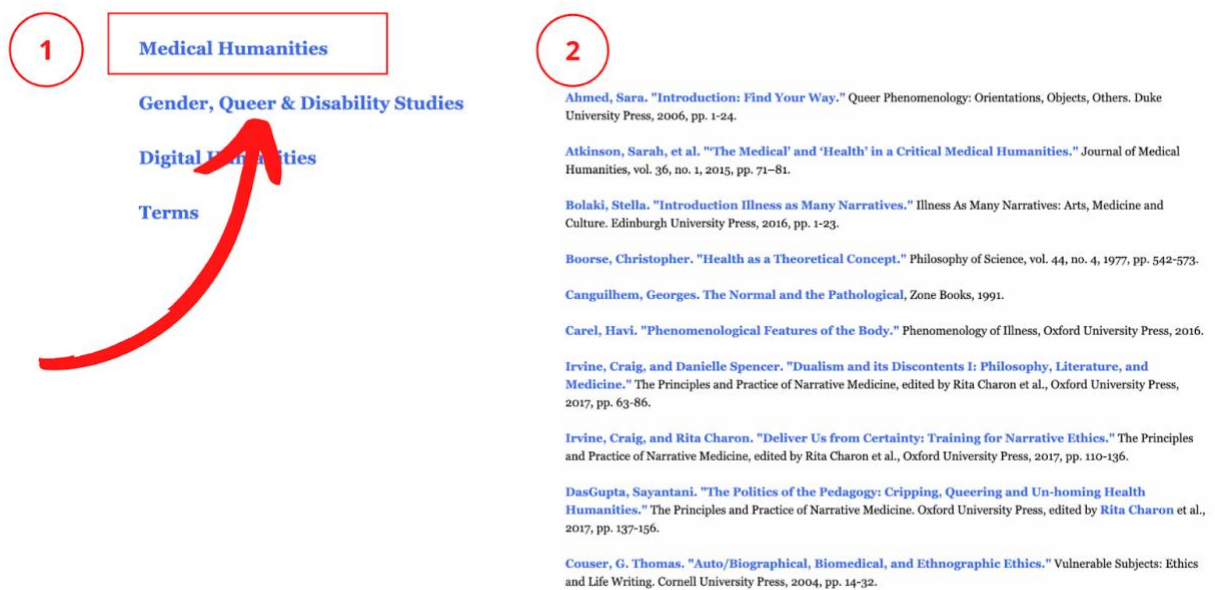 1
Medical Humanities
Gender, Queer & Disability Studies
Digital Humanities
Terms
2
Ahmed, Sara. "Introduction: Find Your Way." Queer Phenomenology: Orientations, Objects, Others. Duke
University Press, 2006, pp. 1-24.
Atkinson, Sarah, et al. "‘The Medical’ and ‘Health’ in a Critical Medical Humanities." Journal of Medical
Humanities, vol. 36, no. 1, 2015, pp. 71–81.
Bolaki, Stella. "Introduction Illness as Many Narratives." Illness As Many Narratives: Arts, Medicine and
Culture. Edinburgh University Press, 2016, pp. 1-23.
Boorse, Christopher. "Health as a Theoretical Concept." Philosophy of Science, vol. 44, no. 4, 1977, pp. 542-573.
Canguilhem, Georges. The Normal and the Pathological, Zone Books, 1991.
Carel, Havi. "Phenomenological Features of the Body." Phenomenology of Illness, Oxford University Press, 2016.
Irvine, Craig, and Danielle Spencer. "Dualism and its Discontents I: Philosophy, Literature, and
Medicine." The Principles and Practice of Narrative Medicine, edited by Rita Charon et al., Oxford University Press,
2017, pp. 63-86.
Irvine, Craig, and Rita Charon. "Deliver Us from Certainty: Training for Narrative Ethics." The Principles
and Practice of Narrative Medicine, edited by Rita Charon et al., Oxford University Press, 2017, pp. 110-136.
DasGupta, Sayantani. "The Politics of the Pedagogy: Cripping, Queering and Un-homing Health
Humanities." The Principles and Practice of Narrative Medicine. Oxford University Press, edited by Rita Charon et al.,
2017, pp. 137-156.
Couser, G. Thomas. "Auto/Biographical, Biomedical, and Ethnographic Ethics." Vulnerable Subjects: Ethics
and Life Writing. Cornell University Press, 2004, pp. 14-32.